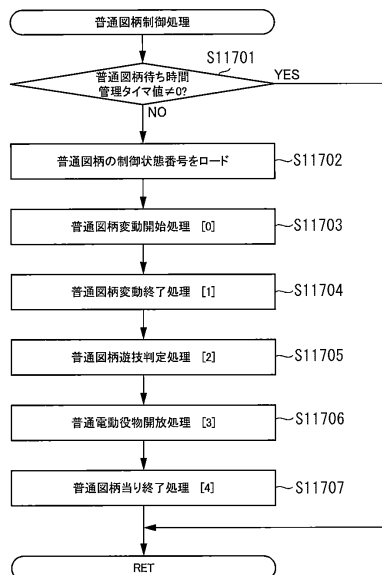 普通図柄制御処理
S11701
普通図柄待ち時間
管理タイマ値≠0?
YES
NO
普通図柄の制御状態番号をロード
S11702
普通図柄変動開始処理 [0]
S11703
普通図柄変動終了処理 [1]
S11704
普通図柄遊技判定処理 [2]
S11705
普通電動役物開放処理 [3]
S11706
普通図柄当り終了処理 [4]
S11707
RET